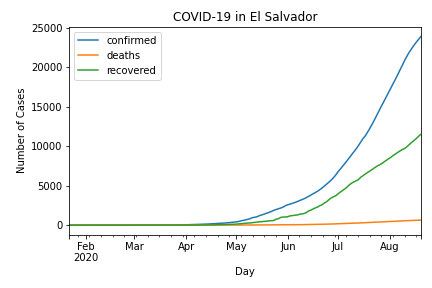 COVID-19 in El Salvador
25000
20000
15000
10000
5000
0
Number of Cases
confirmed
deaths
recovered
Feb Mar Apr May Jun Jul Aug
2020
Day